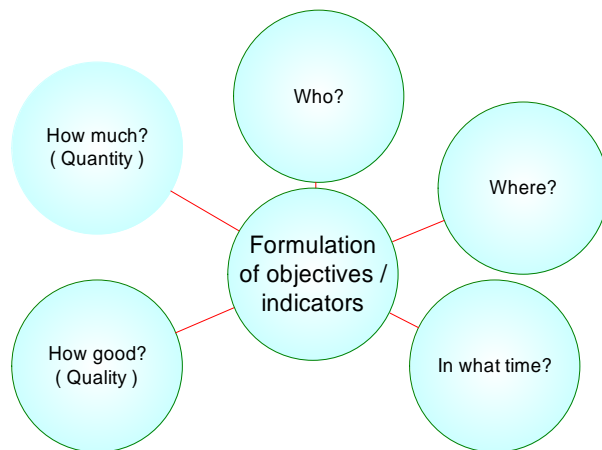 Who?
How much?
( Quantity )
Where?
Formulation
of objectives /
indicators
How good?
( Quality )
In what time?